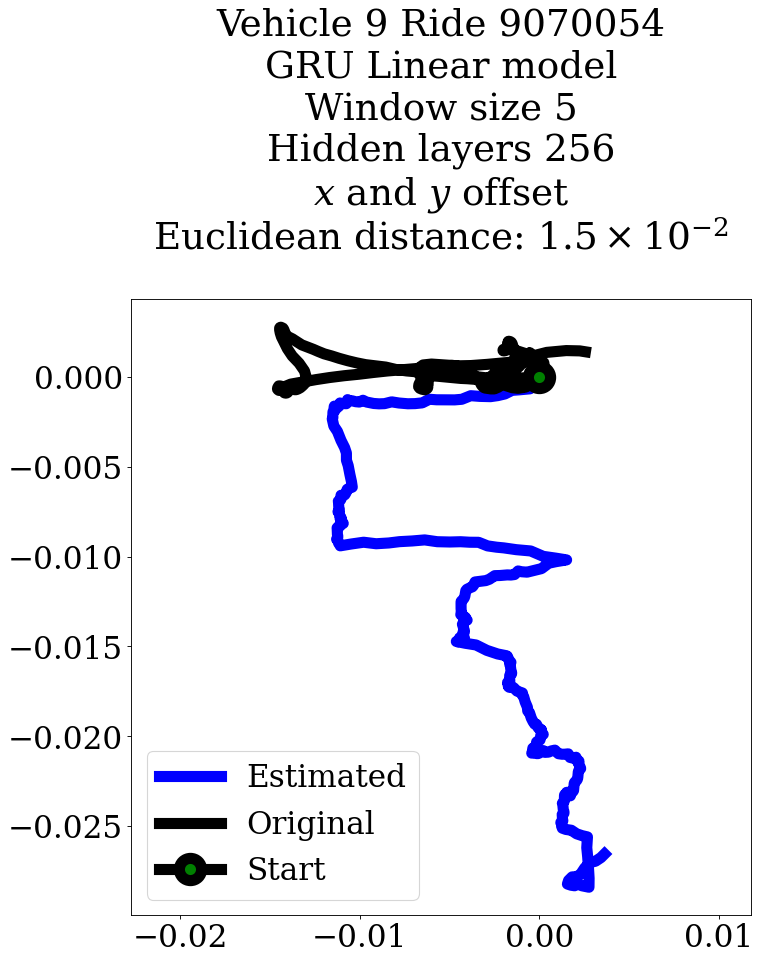 Vehicle 9 Ride 9070054
GRU Linear model
Window size 5
Hidden layers 256
x and y offset
Euclidean distance: 1.5 × 10⁻²
0.000
−0.005
−0.010
−0.015
−0.020
−0.025
Estimated
Original
Start
−0.02 −0.01 0.00 0.01